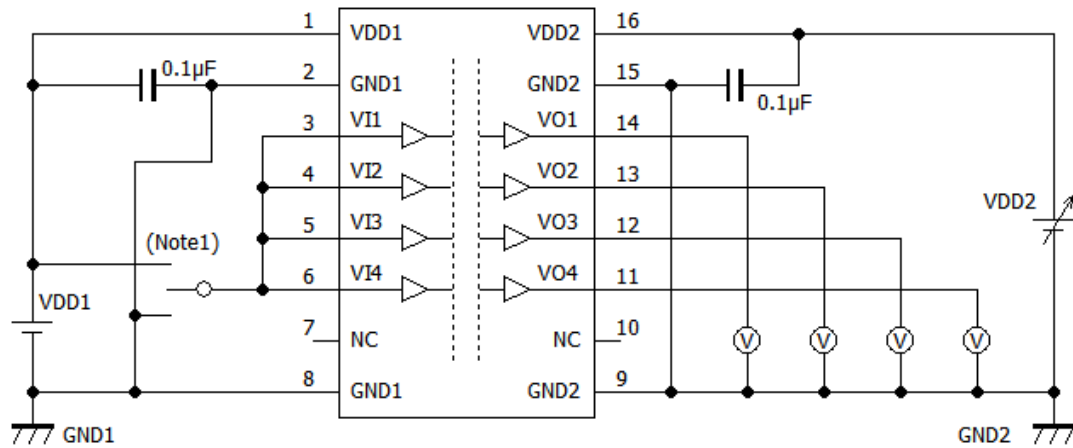 1 VDD1 VDD2 16
0.1μF 2 GND1 GND2 15
0.1μF
3 VI1 VO1 14
4 VI2 VO2 13
5 VI3 VO3 12
VDD2
(Note1)
6 VI4 VO4 11
VDD1
7 NC NC 10
V V V V
8 GND1 GND2 9
GND1 GND2